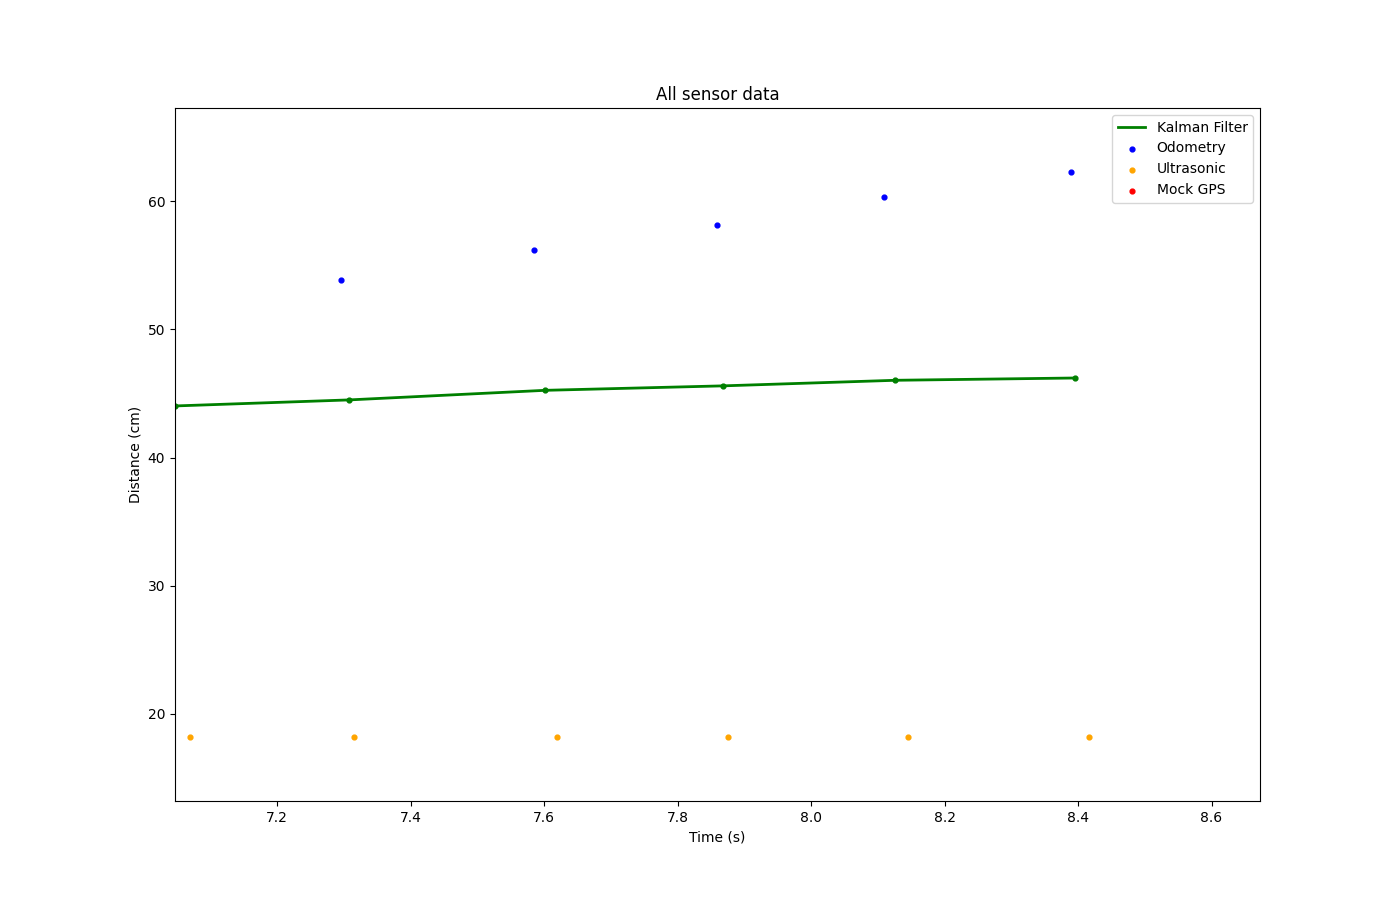 All sensor data
Kalman Filter
Odometry
Ultrasonic
Mock GPS
60
50
40
30
20
Distance (cm)
7.2 7.4 7.6 7.8 8.0 8.2 8.4 8.6
Time (s)